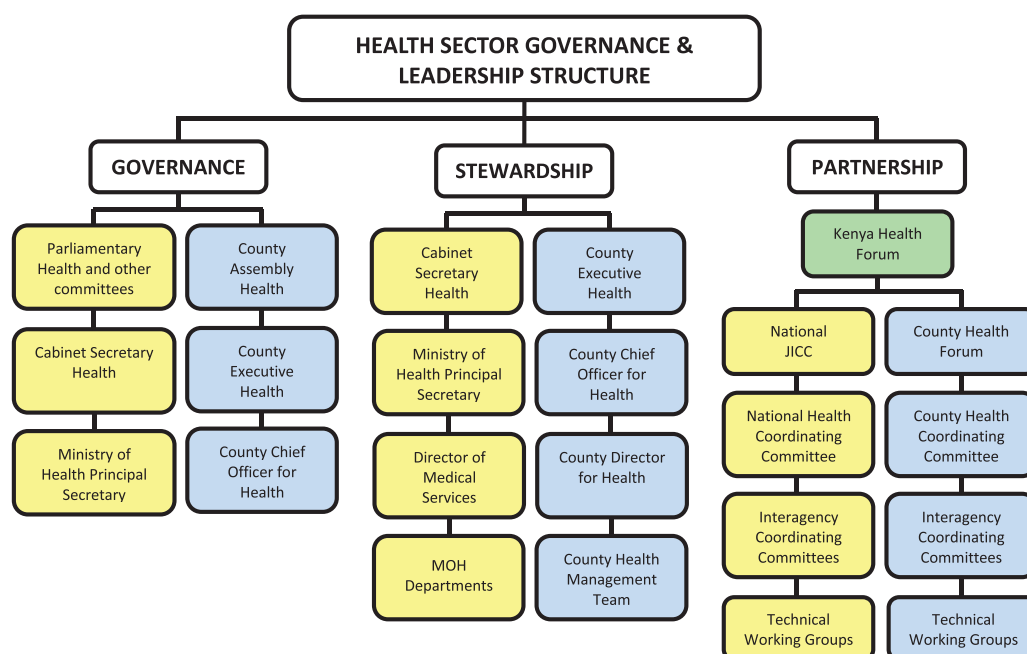 HEALTH SECTOR GOVERNANCE &
LEADERSHIP STRUCTURE
GOVERNANCE
Parliamentary
Health and other
committees
County
Assembly
Health
Cabinet Secretary
Health
County
Executive
Health
Ministry of
Health Principal
Secretary
County Chief
Officer for
Health
STEWARDSHIP
Cabinet
Secretary
Health
County
Executive
Health
Ministry of
Health Principal
Secretary
County Chief
Officer for
Health
Director of
Medical
Services
County Director
for Health
MOH
Departments
County Health
Management
Team
PARTNERSHIP
Kenya Health
Forum
National
JICC
County Health
Forum
National Health
Coordinating
Committee
County Health
Coordinating
Committee
Interagency
Coordinating
Committees
Interagency
Coordinating
Committees
Technical
Working Groups
Technical
Working Groups